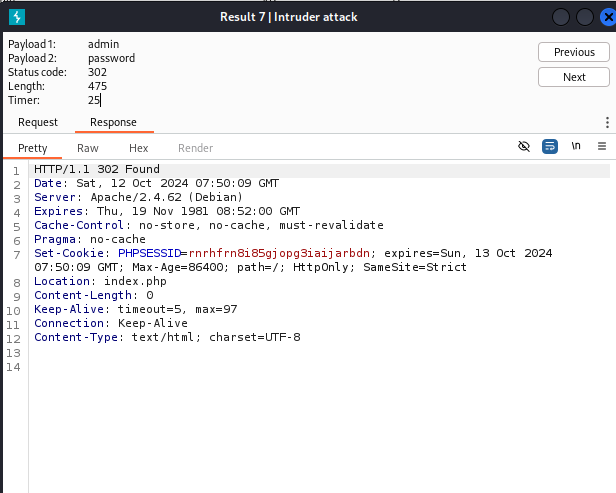 Result 7 | Intruder attack
Payload 1: admin
Payload 2: password
Status code: 302
Length: 475
Timer: 25
Previous
Next
Request Response
Pretty Raw Hex Render \n
1 HTTP/1.1 302 Found
2 Date: Sat, 12 Oct 2024 07:50:09 GMT
3 Server: Apache/2.4.62 (Debian)
4 Expires: Thu, 19 Nov 1981 08:52:00 GMT
5 Cache-Control: no-store, no-cache, must-revalidate
6 Pragma: no-cache
7 Set-Cookie: PHPSESSID=rnrhfrn8i85gjopg3iaijarbdn; expires=Sun, 13 Oct 2024
07:50:09 GMT; Max-Age=86400; path=/; HttpOnly; SameSite=Strict
8 Location: index.php
9 Content-Length: 0
10 Keep-Alive: timeout=5, max=97
11 Connection: Keep-Alive
12 Content-Type: text/html; charset=UTF-8
13
14